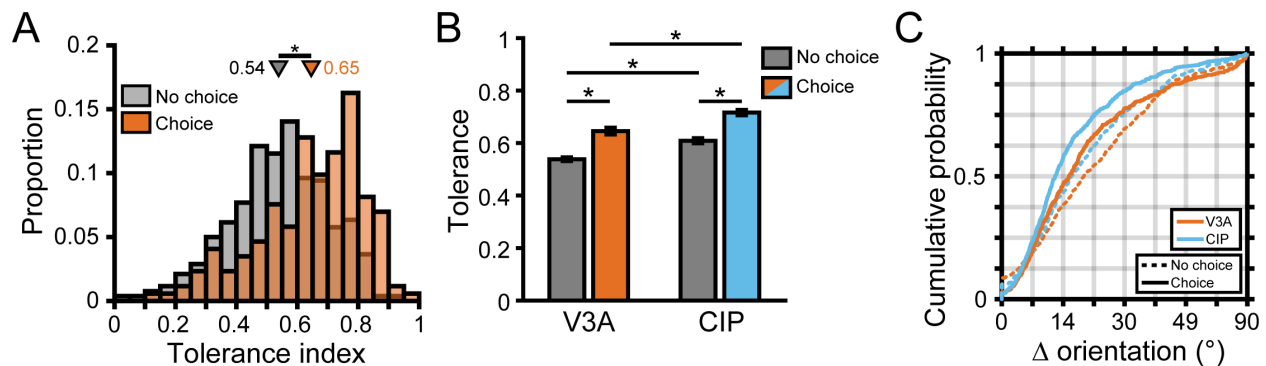 A
0.2
0.15
0.1
0.05
0
Proportion
*
0.54
0.65
No choice
Choice
0
0.2
0.4
0.6
0.8
1
Tolerance index
B
1
0.8
0.6
0.4
0.2
0
Tolerance
*
*
*
*
No choice
Choice
V3A
CIP
C
1
0.5
0
Cumulative probability
V3A
CIP
No choice
Choice
0
14
30
49
90
Δ orientation (°)